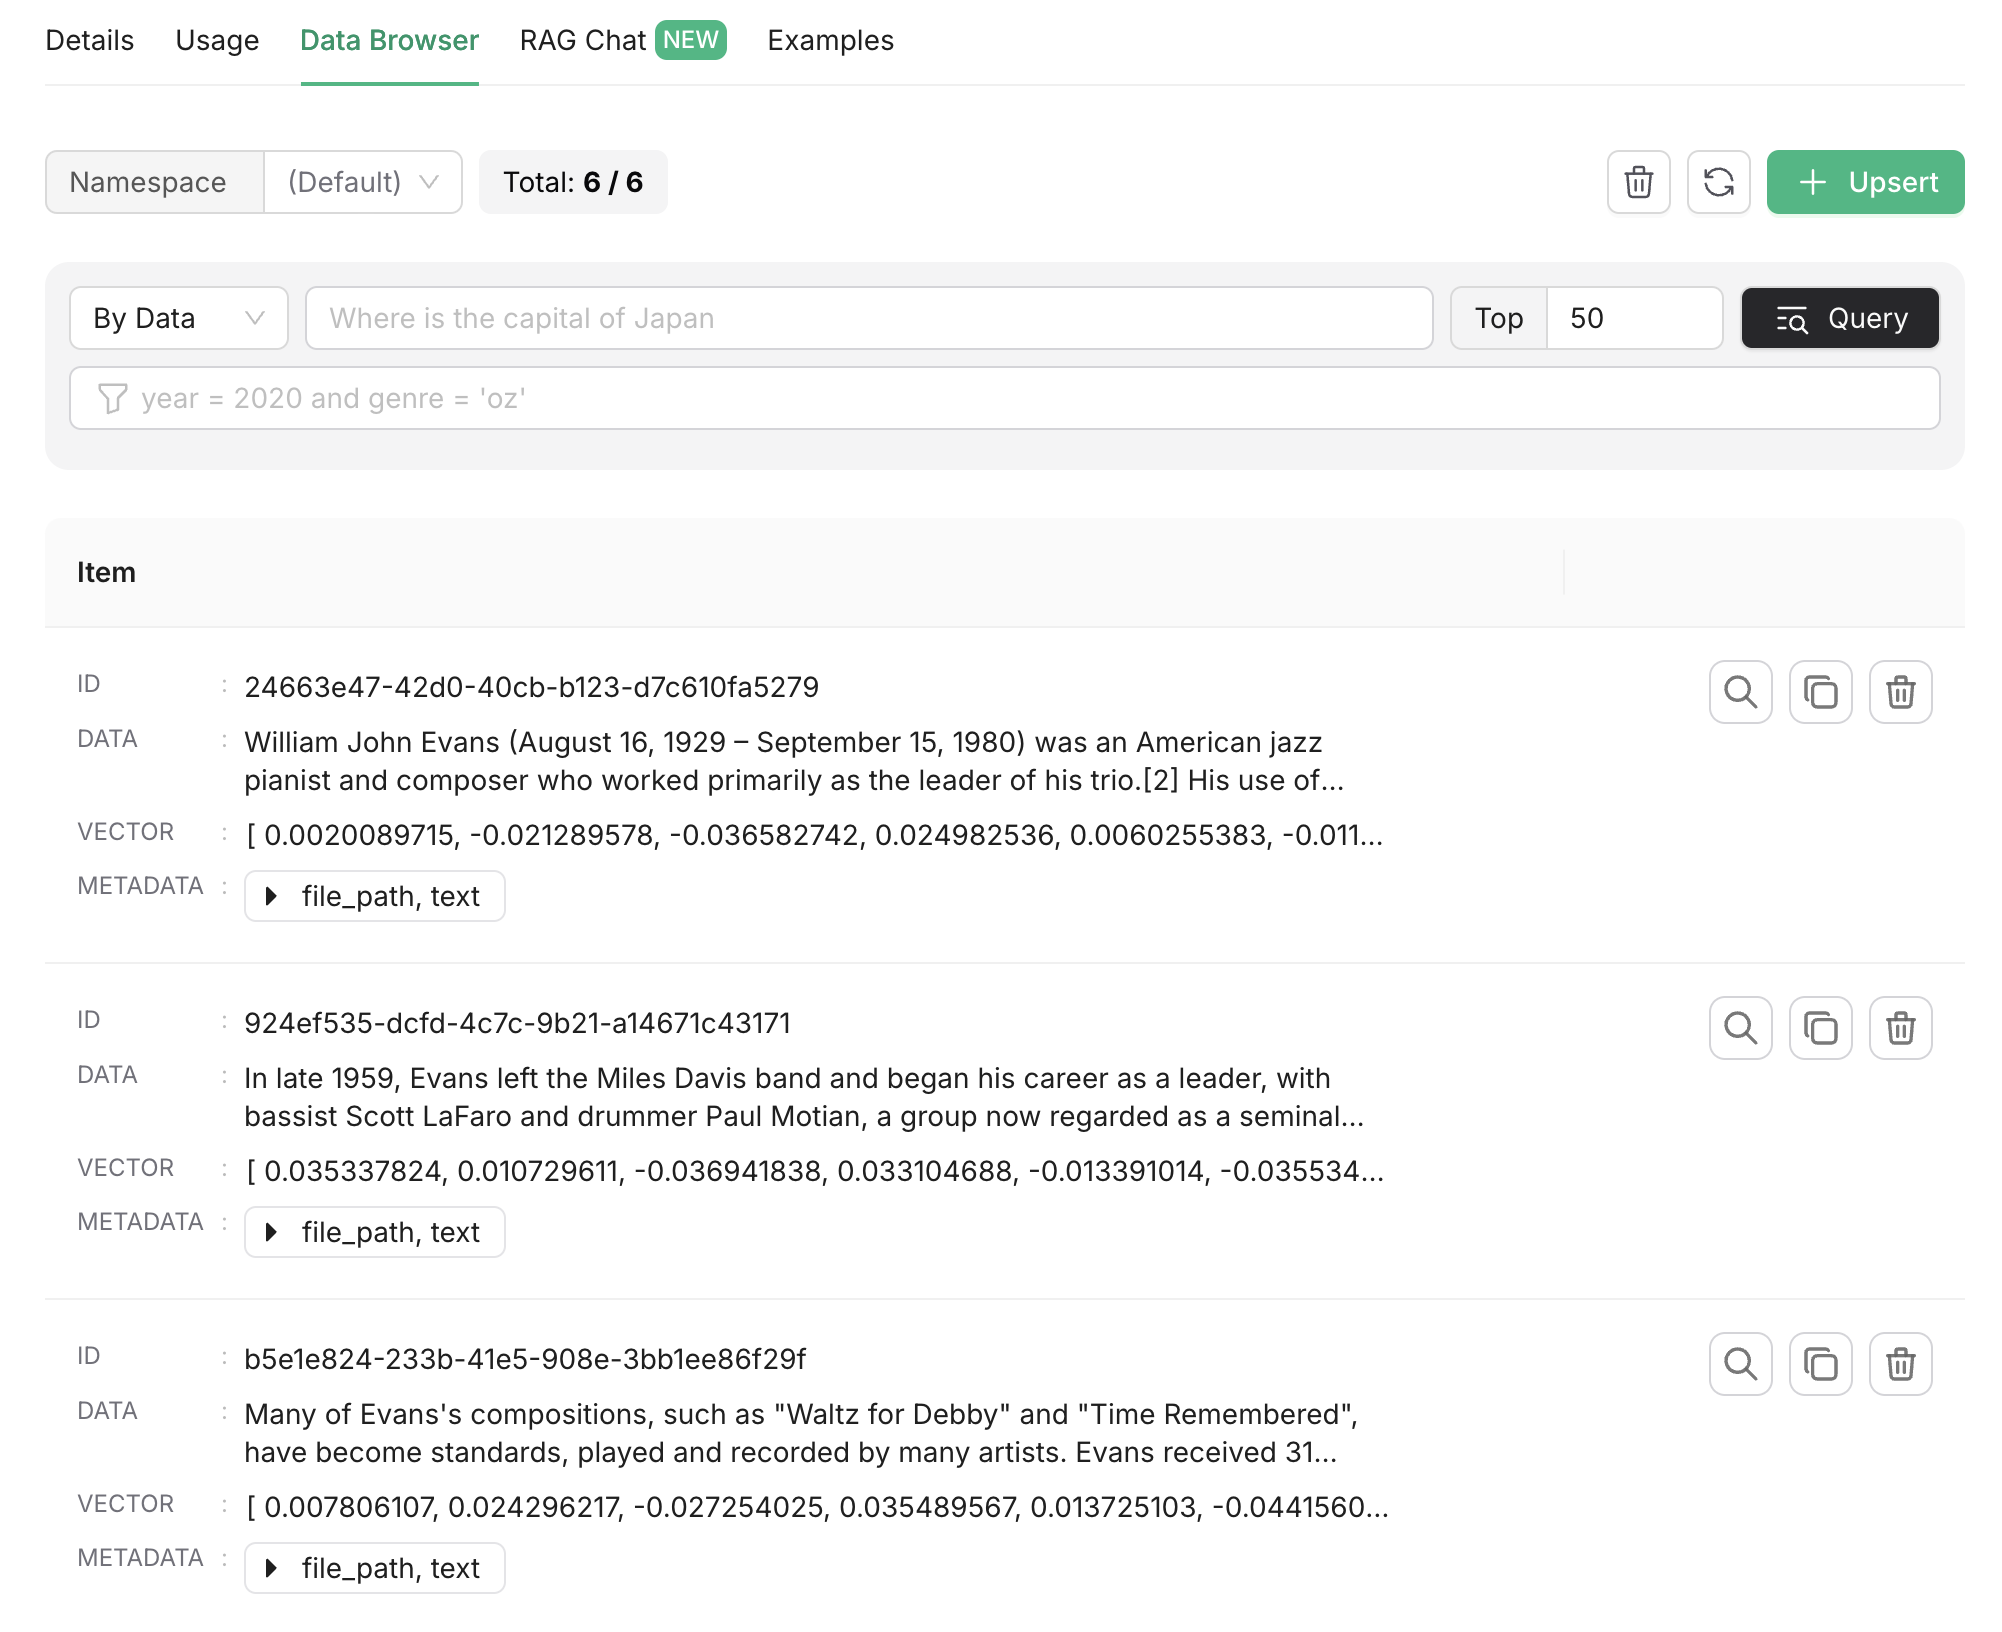 Details Usage Data Browser RAG Chat NEW Examples
Namespace (Default) Total: 6 / 6 Upsert
By Data Where is the capital of Japan Top 50 Query
year = 2020 and genre = 'oz'
Item
ID : 24663e47-42d0-40cb-b123-d7c610fa5279
DATA : William John Evans (August 16, 1929 – September 15, 1980) was an American jazz
pianist and composer who worked primarily as the leader of his trio.[2] His use of...
VECTOR : [ 0.0020089715, -0.021289578, -0.036582742, 0.024982536, 0.0060255383, -0.011...
METADATA : file_path, text
ID : 924ef535-dcfd-4c7c-9b21-a14671c43171
DATA : In late 1959, Evans left the Miles Davis band and began his career as a leader, with
bassist Scott LaFaro and drummer Paul Motian, a group now regarded as a seminal...
VECTOR : [ 0.035337824, 0.010729611, -0.036941838, 0.033104688, -0.013391014, -0.035534...
METADATA : file_path, text
ID : b5e1e824-233b-41e5-908e-3bb1ee86f29f
DATA : Many of Evans's compositions, such as "Waltz for Debby" and "Time Remembered",
have become standards, played and recorded by many artists. Evans received 31...
VECTOR : [ 0.007806107, 0.024296217, -0.027254025, 0.035489567, 0.013725103, -0.0441560...
METADATA : file_path, text